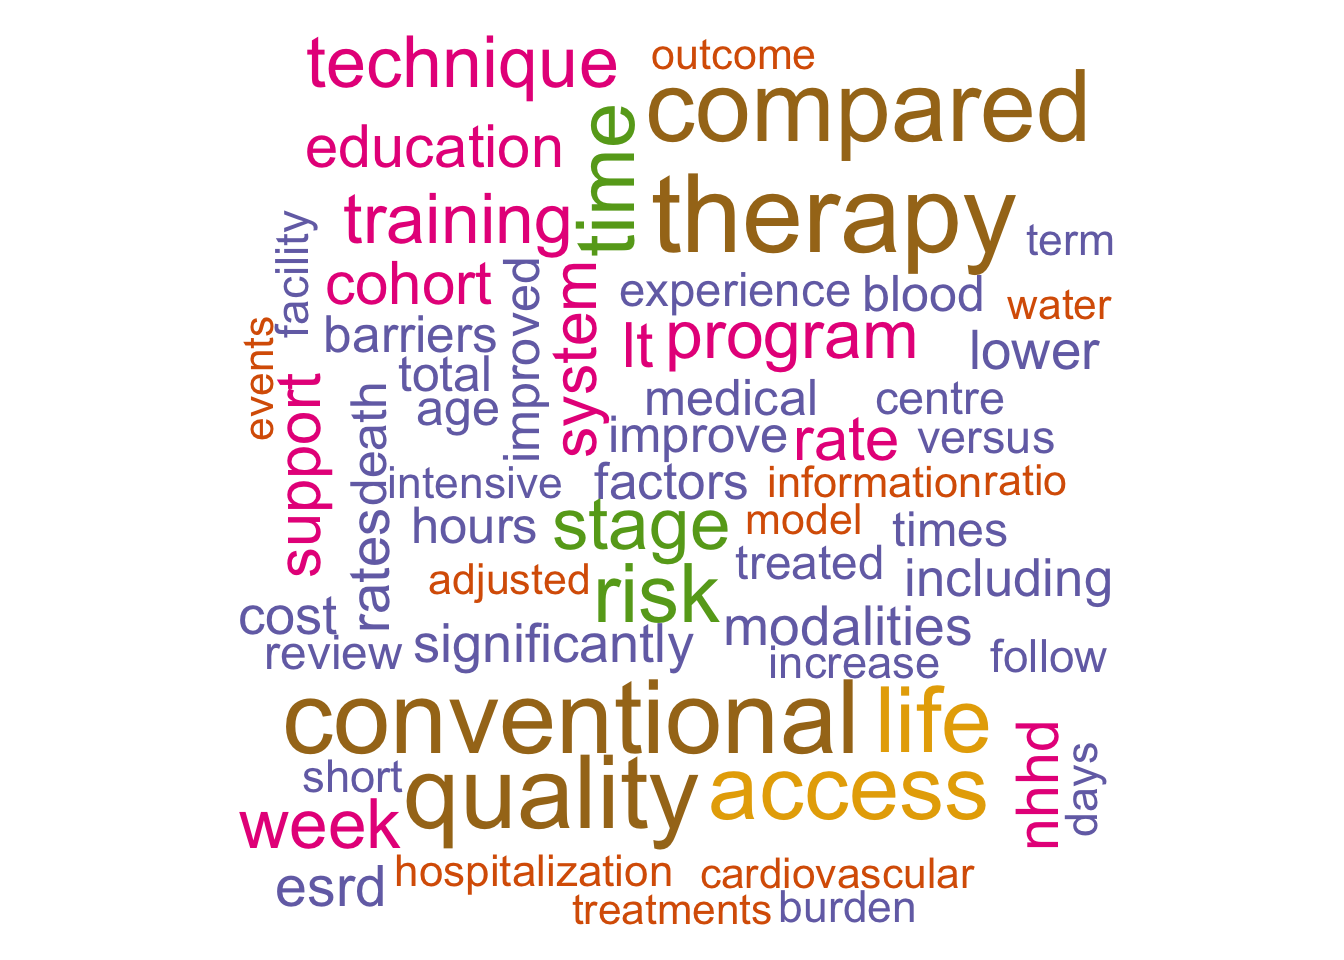 technique
outcome
compared
education
time
therapy
training
facility
term
cohort
improved
system
experience
blood
water
barriers
lt
program
lower
events
total
age
medical
centre
support
improve
rate
versus
death
intensive
factors
information
ratio
rates
hours
stage
model
times
adjusted
risk
treated
including
cost
significantly
modalities
review
increase
follow
conventional
life
nhhd
days
short
quality
access
week
esrd
hospitalization
cardiovascular
treatments
burden